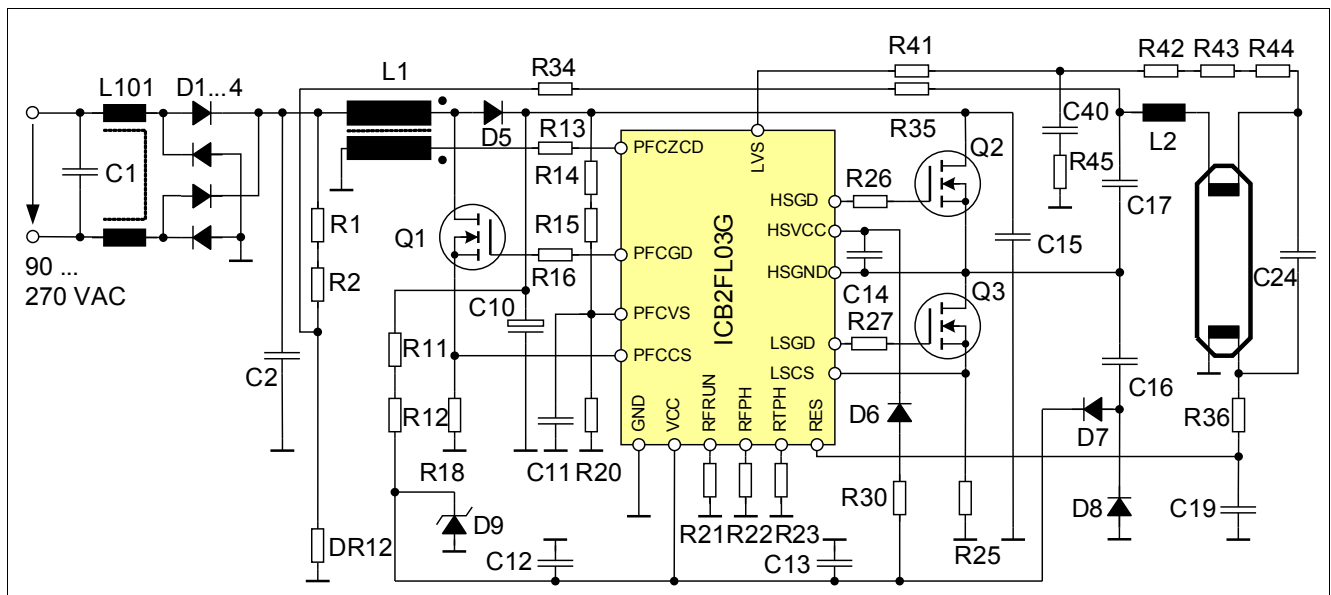 R41
R42 R43 R44
R34
L1
L101 D1...4
D5
R13
R35
C40
L2
Q2
PFCZCD
LVS
C1
R14
R45
R26
HSGD
C17
R1
R15
HSVCC
Q1
PFCGD
C15
90 ...
270 VAC
R2
R16
ICB2FL03G
HSGND
C14
Q3
C24
C10
PFCVS
R27
LSGD
R11
PFCCS
LSCS
C2
C16
R12
GND
VCC
RFRUN
RFPH
RTPH
RES
D6
D7
R36
R18
C11
R20
R30
D8
C19
D9
R21
R22
R23
DR12
C12
C13
R25